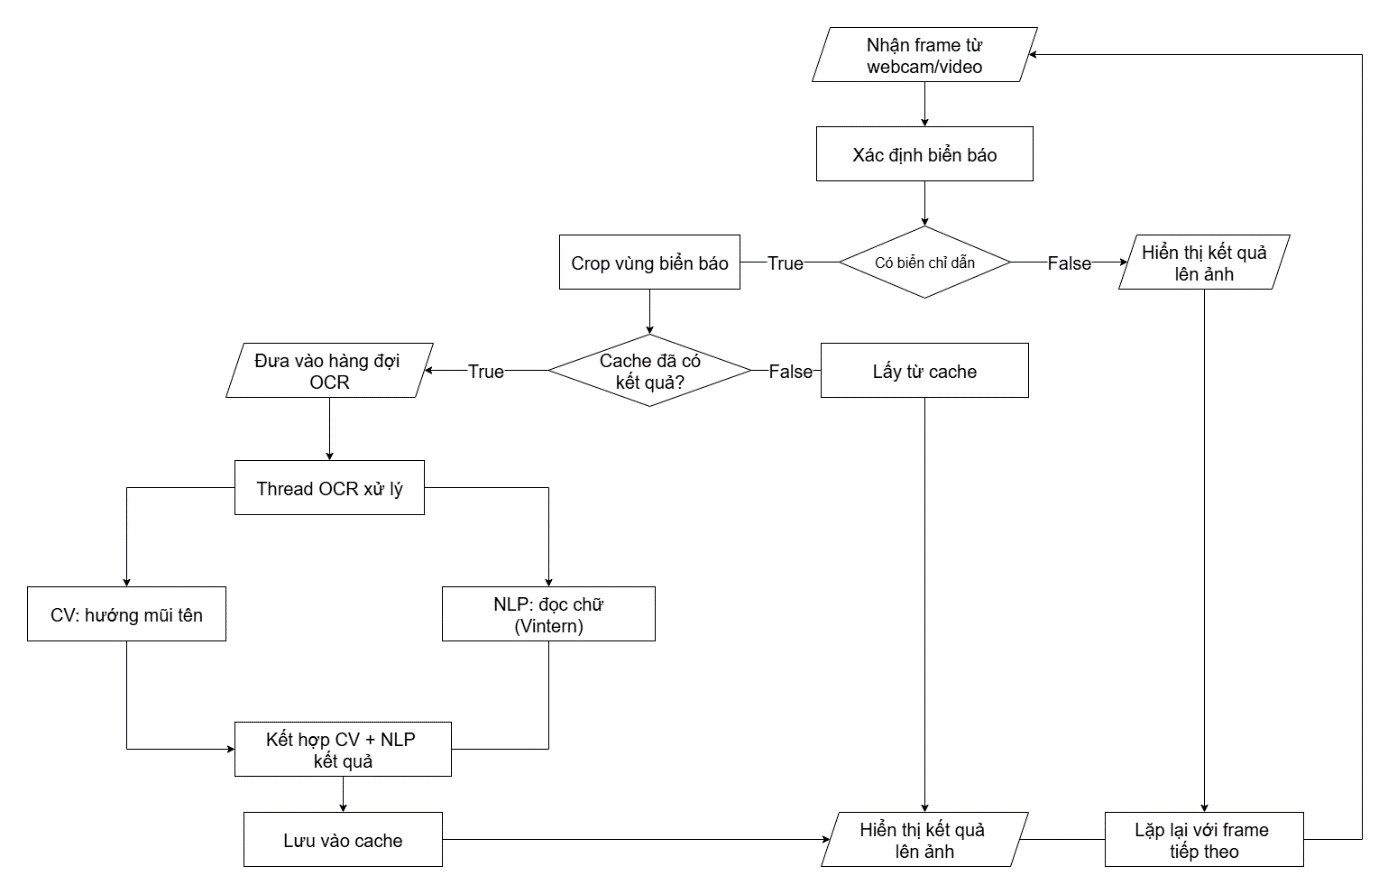 Nhận frame từ
webcam/video
Xác định biển báo
Có biển chỉ dẫn
True
False
Crop vùng biển báo
Hiển thị kết quả
lên ảnh
Cache đã có
kết quả?
True
False
Đưa vào hàng đợi
OCR
Lấy từ cache
Thread OCR xử lý
CV: hướng mũi tên
NLP: đọc chữ
(Vintern)
Kết hợp CV + NLP
kết quả
Lưu vào cache
Hiển thị kết quả
lên ảnh
Lặp lại với frame
tiếp theo